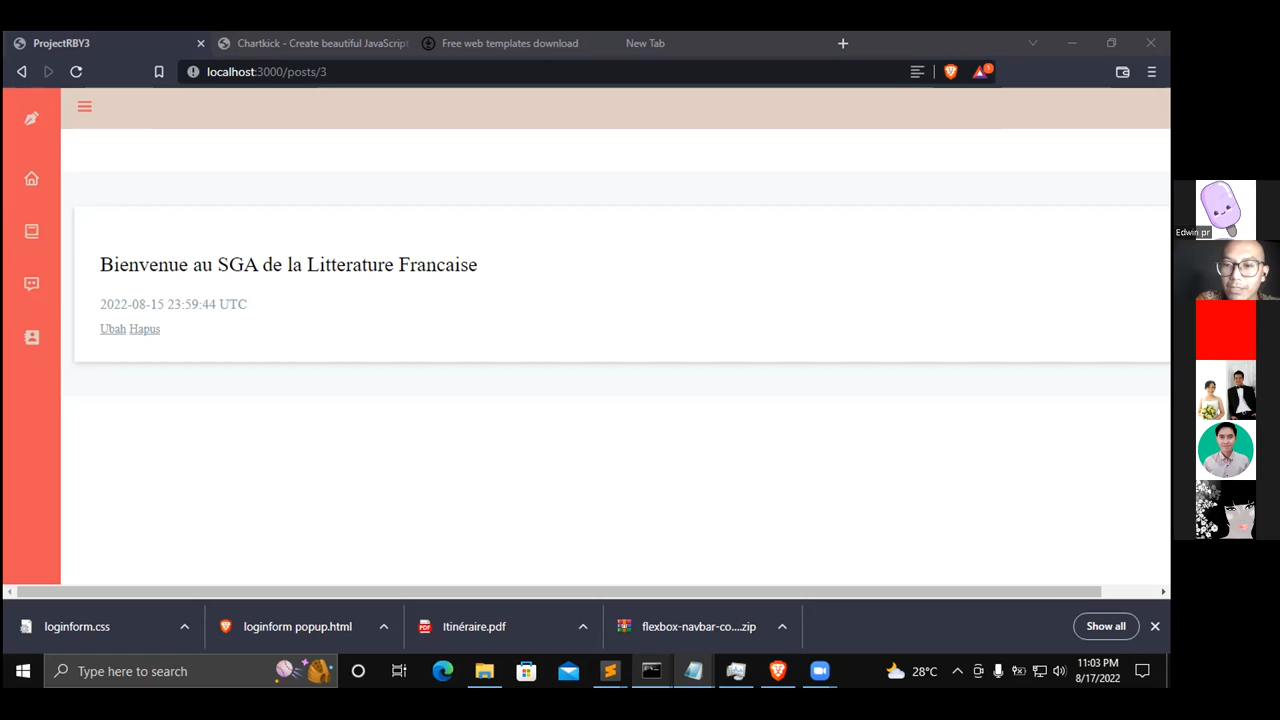 ProjectRBY3
Chartkick - Create beautiful JavaScript
Free web templates download
New Tab
localhost:3000/posts/3
1
Bienvenue au SGA de la Litterature Francaise
2022-08-15 23:59:44 UTC
Ubah Hapus
Edwin pr
loginform.css
loginform popup.html
Itinéraire.pdf
flexbox-navbar-co....zip
Show all
Type here to search
28°C
11:03 PM
8/17/2022